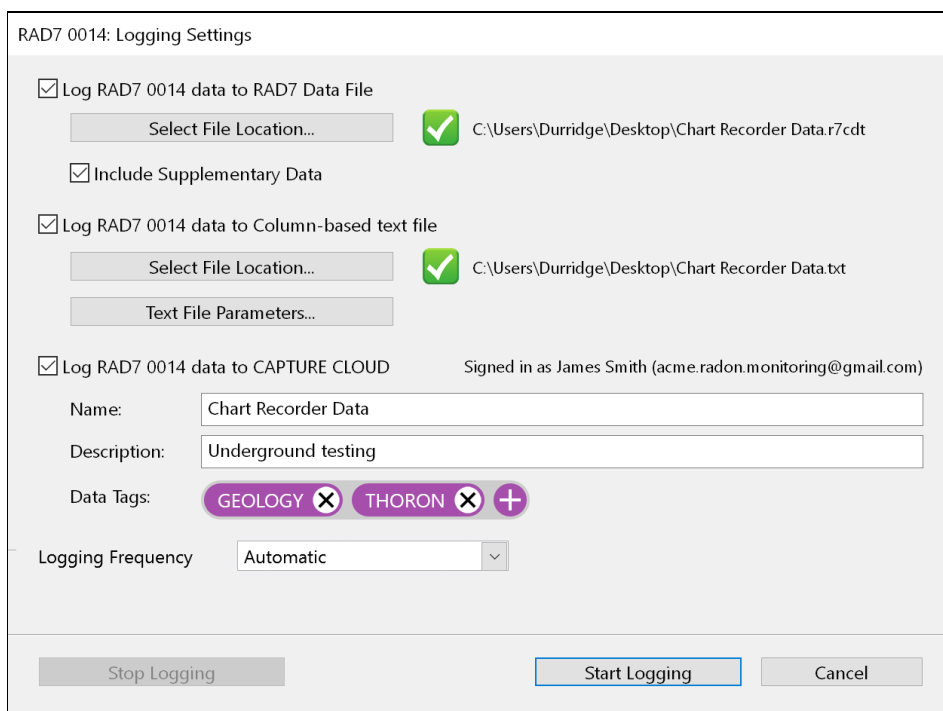 RAD7 0014: Logging Settings
Log RAD7 0014 data to RAD7 Data File
Select File Location... C:\Users\Durridge\Desktop\Chart Recorder Data.r7cdt
Include Supplementary Data
Log RAD7 0014 data to Column-based text file
Select File Location... C:\Users\Durridge\Desktop\Chart Recorder Data.txt
Text File Parameters...
Log RAD7 0014 data to CAPTURE CLOUD Signed in as James Smith (acme.radon.monitoring@gmail.com)
Name: Chart Recorder Data
Description: Underground testing
Data Tags: GEOLOGY THORON
Logging Frequency Automatic
Stop Logging Start Logging Cancel